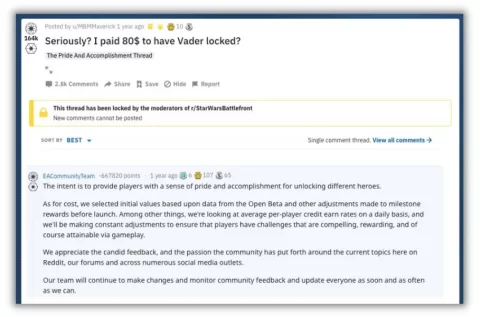 Posted by u/MBMMaverick 1 year ago 10
164k
Seriously? I paid 80$ to have Vader locked?
The Pride And Accomplishment Thread
2.8k Comments Share Save Hide Report
This thread has been locked by the moderators of r/StarWarsBattlefront
New comments cannot be posted
SORT BY BEST
Single comment thread. View all comments →
EACommunityTeam -667820 points · 1 year ago 6 107 65
The intent is to provide players with a sense of pride and accomplishment for unlocking different heroes.
As for cost, we selected initial values based upon data from the Open Beta and other adjustments made to milestone
rewards before launch. Among other things, we're looking at average per-player credit earn rates on a daily basis, and
we'll be making constant adjustments to ensure that players have challenges that are compelling, rewarding, and of
course attainable via gameplay.
We appreciate the candid feedback, and the passion the community has put forth around the current topics here on
Reddit, our forums and across numerous social media outlets.
Our team will continue to make changes and monitor community feedback and update everyone as soon and as often
as we can.